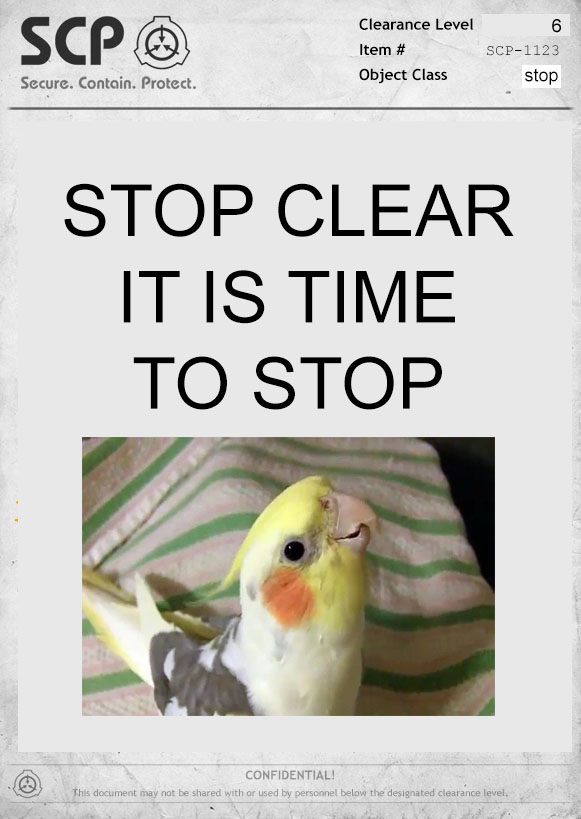 SCP
Secure. Contain. Protect.
Clearance Level 6
Item # SCP-1123
Object Class stop
STOP CLEAR
IT IS TIME
TO STOP
CONFIDENTIAL!
This document may not be shared with or used by personnel below the designated clearance level.